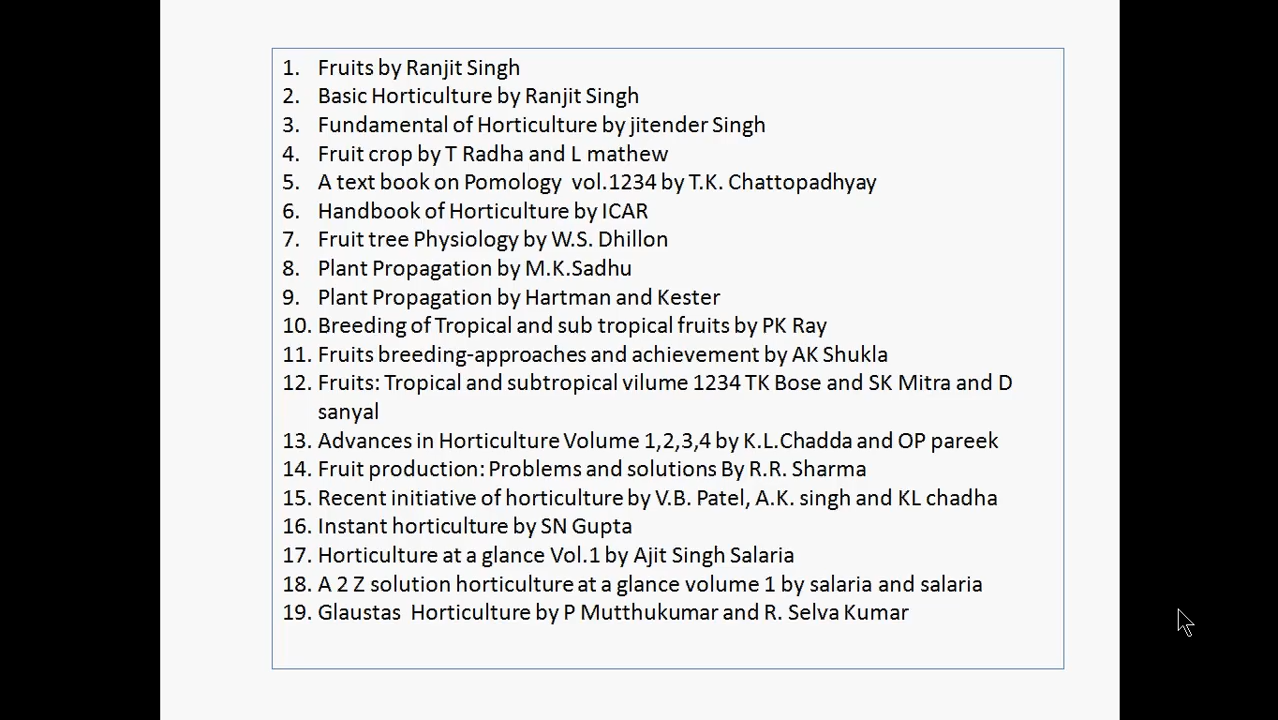 1. Fruits by Ranjit Singh
2. Basic Horticulture by Ranjit Singh
3. Fundamental of Horticulture by jitender Singh
4. Fruit crop by T Radha and L mathew
5. A text book on Pomology  vol.1234 by T.K. Chattopadhyay
6. Handbook of Horticulture by ICAR
7. Fruit tree Physiology by W.S. Dhillon
8. Plant Propagation by M.K.Sadhu
9. Plant Propagation by Hartman and Kester
10. Breeding of Tropical and sub tropical fruits by PK Ray
11. Fruits breeding-approaches and achievement by AK Shukla
12. Fruits: Tropical and subtropical vilume 1234 TK Bose and SK Mitra and D
sanyal
13. Advances in Horticulture Volume 1,2,3,4 by K.L.Chadda and OP pareek
14. Fruit production: Problems and solutions By R.R. Sharma
15. Recent initiative of horticulture by V.B. Patel, A.K. singh and KL chadha
16. Instant horticulture by SN Gupta
17. Horticulture at a glance Vol.1 by Ajit Singh Salaria
18. A 2 Z solution horticulture at a glance volume 1 by salaria and salaria
19. Glaustas  Horticulture by P Mutthukumar and R. Selva Kumar